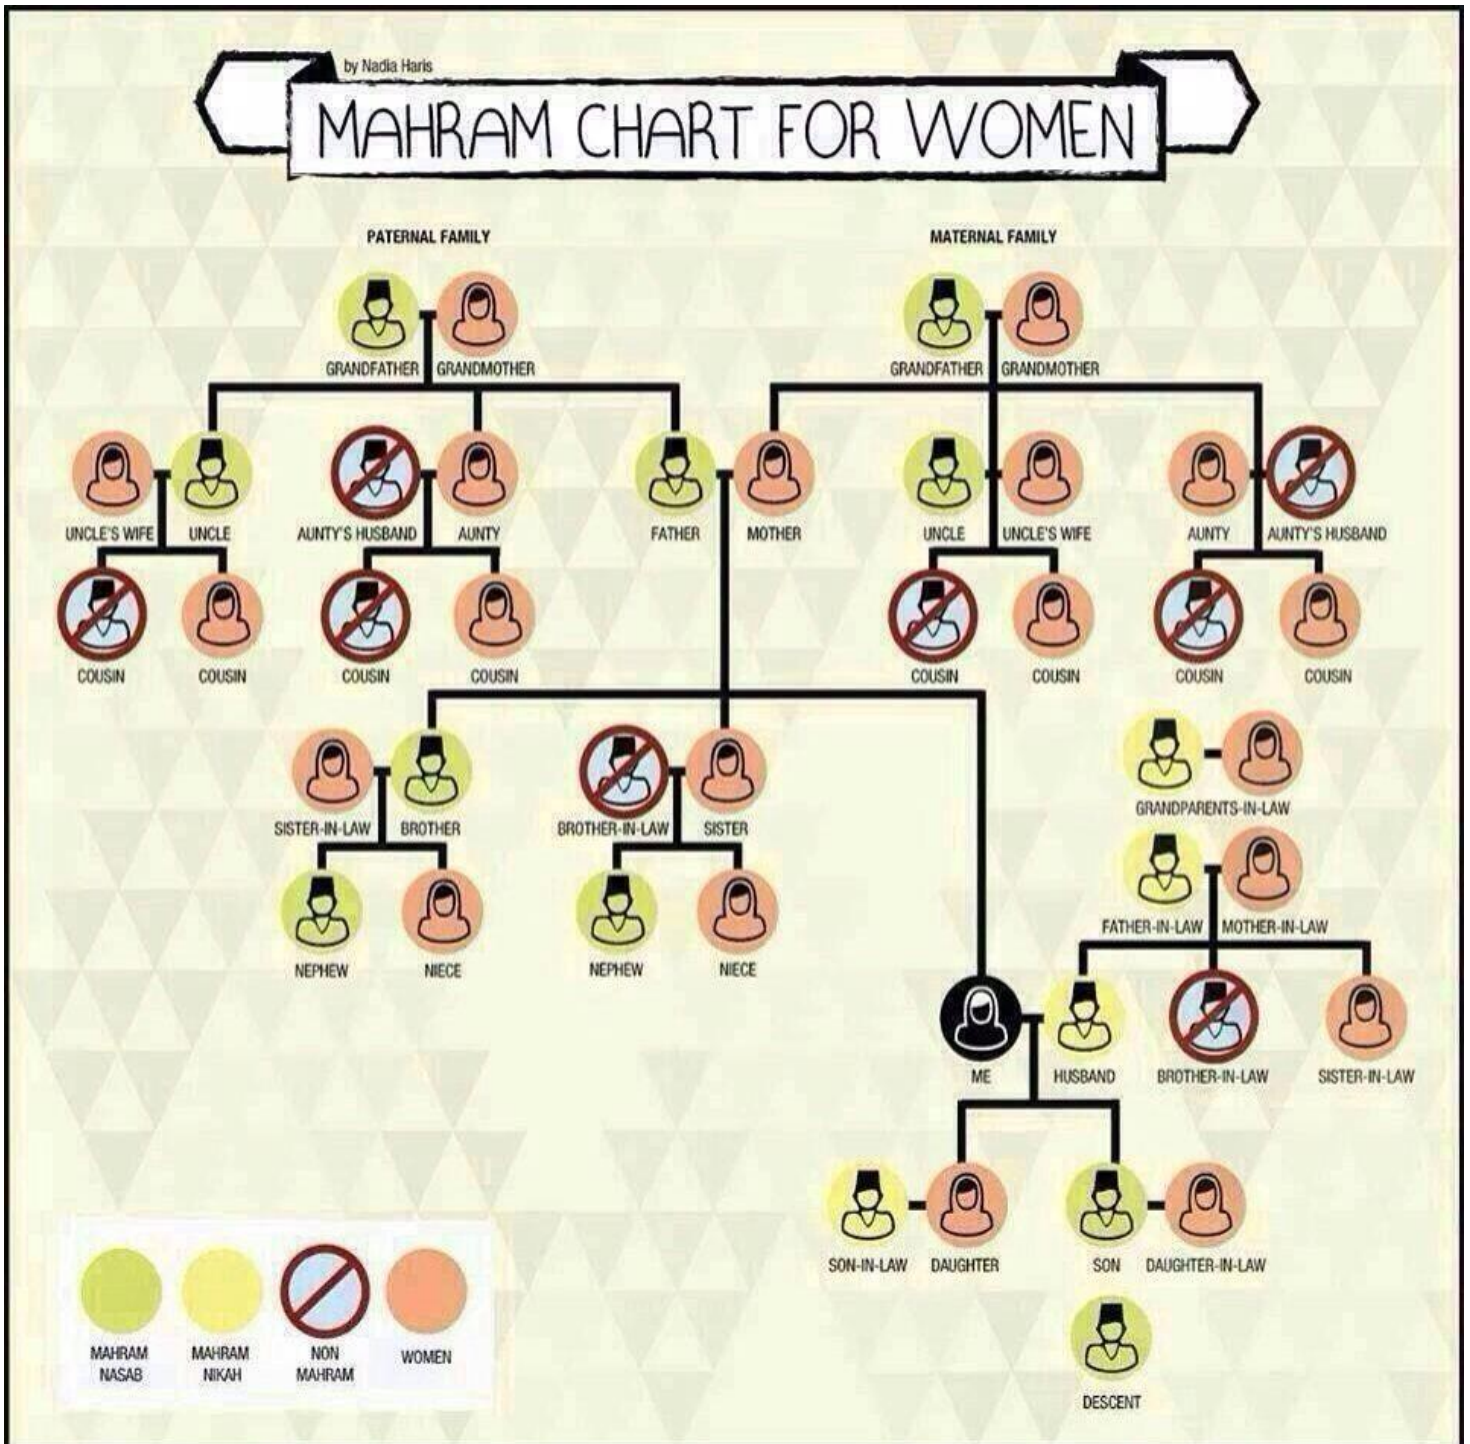 by Nadia Haris
MAHRAM CHART FOR WOMEN
PATERNAL FAMILY
MATERNAL FAMILY
GRANDFATHER
GRANDMOTHER
GRANDFATHER
GRANDMOTHER
UNCLE'S WIFE
UNCLE
AUNTY'S HUSBAND
AUNTY
FATHER
MOTHER
UNCLE
UNCLE'S WIFE
AUNTY
AUNTY'S HUSBAND
COUSIN
COUSIN
COUSIN
COUSIN
COUSIN
COUSIN
COUSIN
COUSIN
GRANDPARENTS-IN-LAW
SISTER-IN-LAW
BROTHER
BROTHER-IN-LAW
SISTER
FATHER-IN-LAW
MOTHER-IN-LAW
NEPHEW
NIECE
NEPHEW
NIECE
ME
HUSBAND
BROTHER-IN-LAW
SISTER-IN-LAW
SON-IN-LAW
DAUGHTER
SON
DAUGHTER-IN-LAW
DESCENT
MAHRAM
NASAB
MAHRAM
NIKAH
NON
MAHRAM
WOMEN